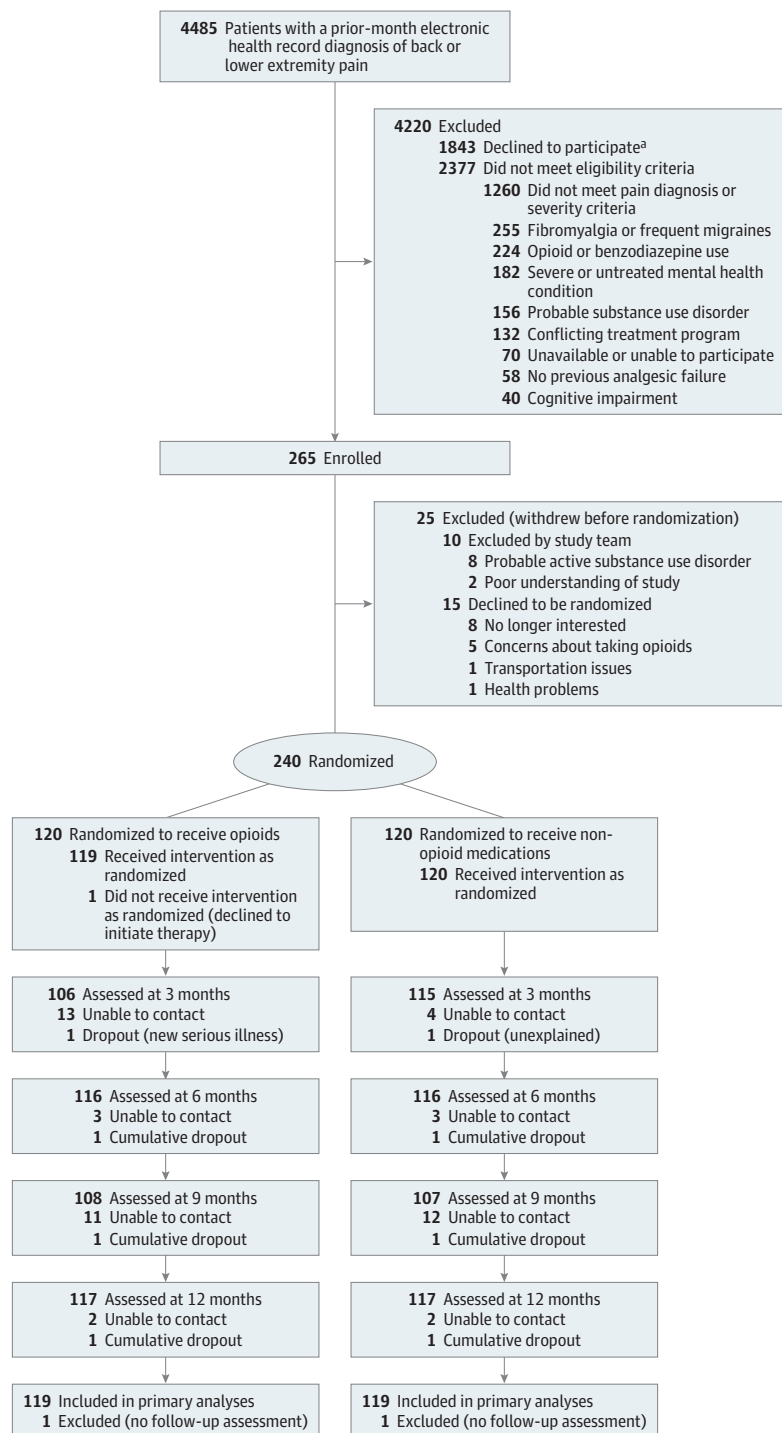 4485 Patients with a prior-month electronic
health record diagnosis of back or
lower extremity pain
4220 Excluded
1843 Declined to participateᵃ
2377 Did not meet eligibility criteria
1260 Did not meet pain diagnosis or
severity criteria
255 Fibromyalgia or frequent migraines
224 Opioid or benzodiazepine use
182 Severe or untreated mental health
condition
156 Probable substance use disorder
132 Conflicting treatment program
70 Unavailable or unable to participate
58 No previous analgesic failure
40 Cognitive impairment
265 Enrolled
25 Excluded (withdrew before randomization)
10 Excluded by study team
8 Probable active substance use disorder
2 Poor understanding of study
15 Declined to be randomized
8 No longer interested
5 Concerns about taking opioids
1 Transportation issues
1 Health problems
240 Randomized
120 Randomized to receive opioids
119 Received intervention as
randomized
1 Did not receive intervention
as randomized (declined to
initiate therapy)
120 Randomized to receive non-
opioid medications
120 Received intervention as
randomized
106 Assessed at 3 months
13 Unable to contact
1 Dropout (new serious illness)
115 Assessed at 3 months
4 Unable to contact
1 Dropout (unexplained)
116 Assessed at 6 months
3 Unable to contact
1 Cumulative dropout
116 Assessed at 6 months
3 Unable to contact
1 Cumulative dropout
108 Assessed at 9 months
11 Unable to contact
1 Cumulative dropout
107 Assessed at 9 months
12 Unable to contact
1 Cumulative dropout
117 Assessed at 12 months
2 Unable to contact
1 Cumulative dropout
117 Assessed at 12 months
2 Unable to contact
1 Cumulative dropout
119 Included in primary analyses
1 Excluded (no follow-up assessment)
119 Included in primary analyses
1 Excluded (no follow-up assessment)